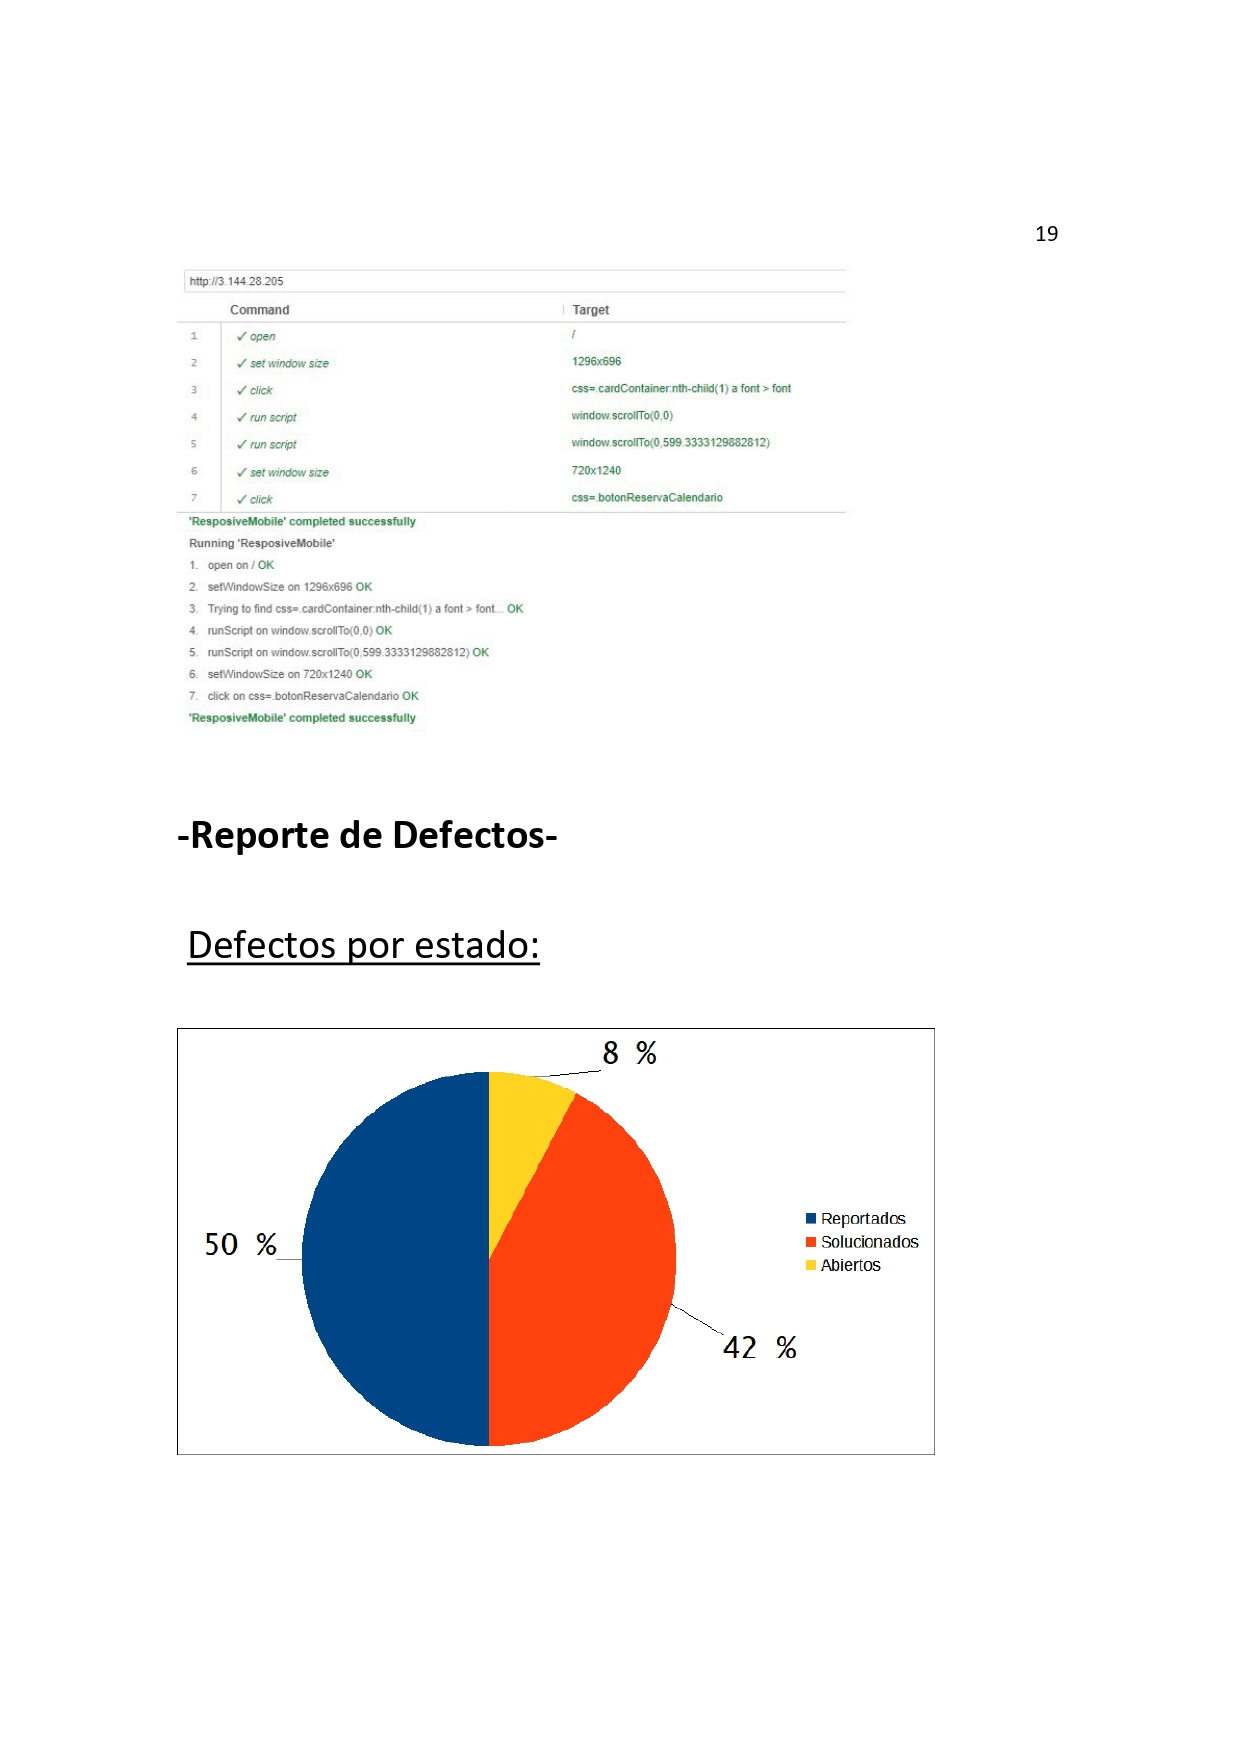 19
http://3.144.28.205
Command Target
1 ✓ open /
2 ✓ set window size 1296x696
3 ✓ click css=.cardContainer:nth-child(1) a font > font
4 ✓ run script window.scrollTo(0,0)
5 ✓ run script window.scrollTo(0,599.3333129882812)
6 ✓ set window size 720x1240
7 ✓ click css=.botonReservaCalendario
'ResposiveMobile' completed successfully
Running 'ResposiveMobile'
1. open on / OK
2. setWindowSize on 1296x696 OK
3. Trying to find css=.cardContainer:nth-child(1) a font > font... OK
4. runScript on window.scrollTo(0,0) OK
5. runScript on window.scrollTo(0,599.3333129882812) OK
6. setWindowSize on 720x1240 OK
7. click on css=.botonReservaCalendario OK
'ResposiveMobile' completed successfully
-Reporte de Defectos-
Defectos por estado:
8 %
50 %
42 %
Reportados
Solucionados
Abiertos